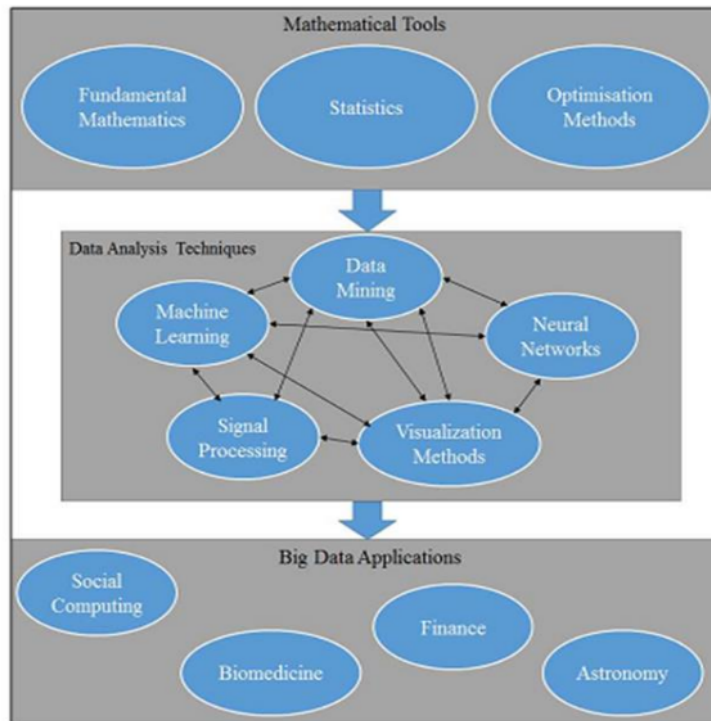 Mathematical Tools
Fundamental
Mathematics
Statistics
Optimisation
Methods
Data Analysis Techniques
Data
Mining
Machine
Learning
Neural
Networks
Signal
Processing
Visualization
Methods
Big Data Applications
Social
Computing
Biomedicine
Finance
Astronomy